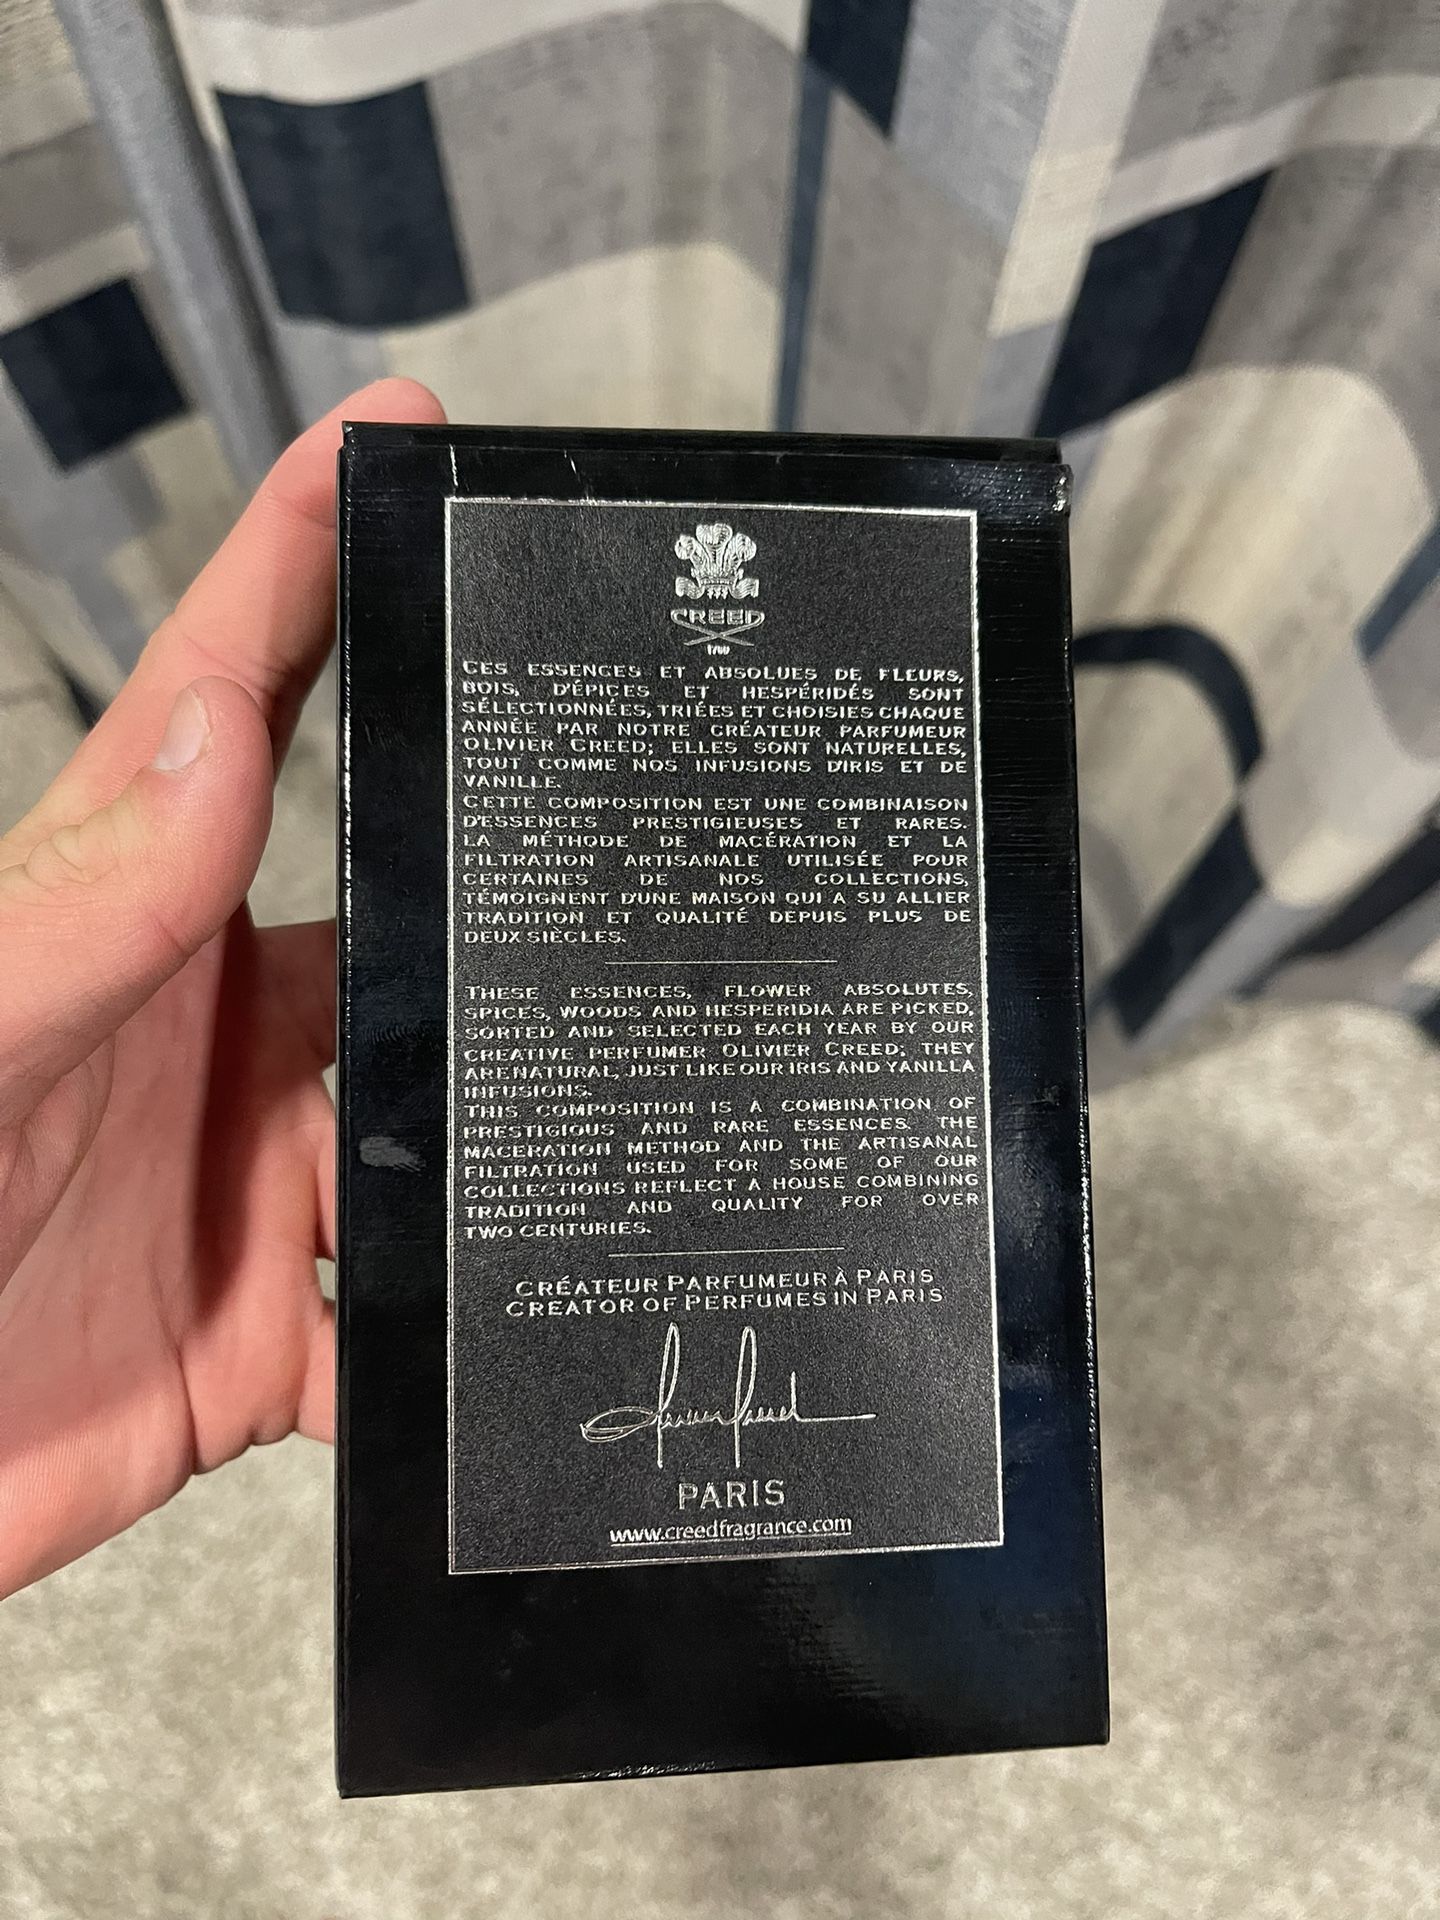 CREED
1760
CES ESSENCES ET ABSOLUES DE FLEURS,
BOIS, D'ÉPICES ET HESPÉRIDÉS SONT
SÉLECTIONNÉES, TRIÉES ET CHOISIES CHAQUE
ANNÉE PAR NOTRE CRÉATEUR PARFUMEUR
OLIVIER CREED; ELLES SONT NATURELLES,
TOUT COMME NOS INFUSIONS D'IRIS ET DE
VANILLE.
CETTE COMPOSITION EST UNE COMBINAISON
D'ESSENCES PRESTIGIEUSES ET RARES.
LA MÉTHODE DE MACÉRATION ET LA
FILTRATION ARTISANALE UTILISÉE POUR
CERTAINES DE NOS COLLECTIONS,
TÉMOIGNENT D'UNE MAISON QUI A SU ALLIER
TRADITION ET QUALITÉ DEPUIS PLUS DE
DEUX SIÈCLES.
THESE ESSENCES, FLOWER ABSOLUTES,
SPICES, WOODS AND HESPERIDIA ARE PICKED,
SORTED AND SELECTED EACH YEAR BY OUR
CREATIVE PERFUMER OLIVIER CREED; THEY
ARE NATURAL, JUST LIKE OUR IRIS AND VANILLA
INFUSIONS.
THIS COMPOSITION IS A COMBINATION OF
PRESTIGIOUS AND RARE ESSENCES. THE
MACERATION METHOD AND THE ARTISANAL
FILTRATION USED FOR SOME OF OUR
COLLECTIONS REFLECT A HOUSE COMBINING
TRADITION AND QUALITY FOR OVER
TWO CENTURIES.
CRÉATEUR PARFUMEUR À PARIS
CREATOR OF PERFUMES IN PARIS
PARIS
www.creedfragrance.com